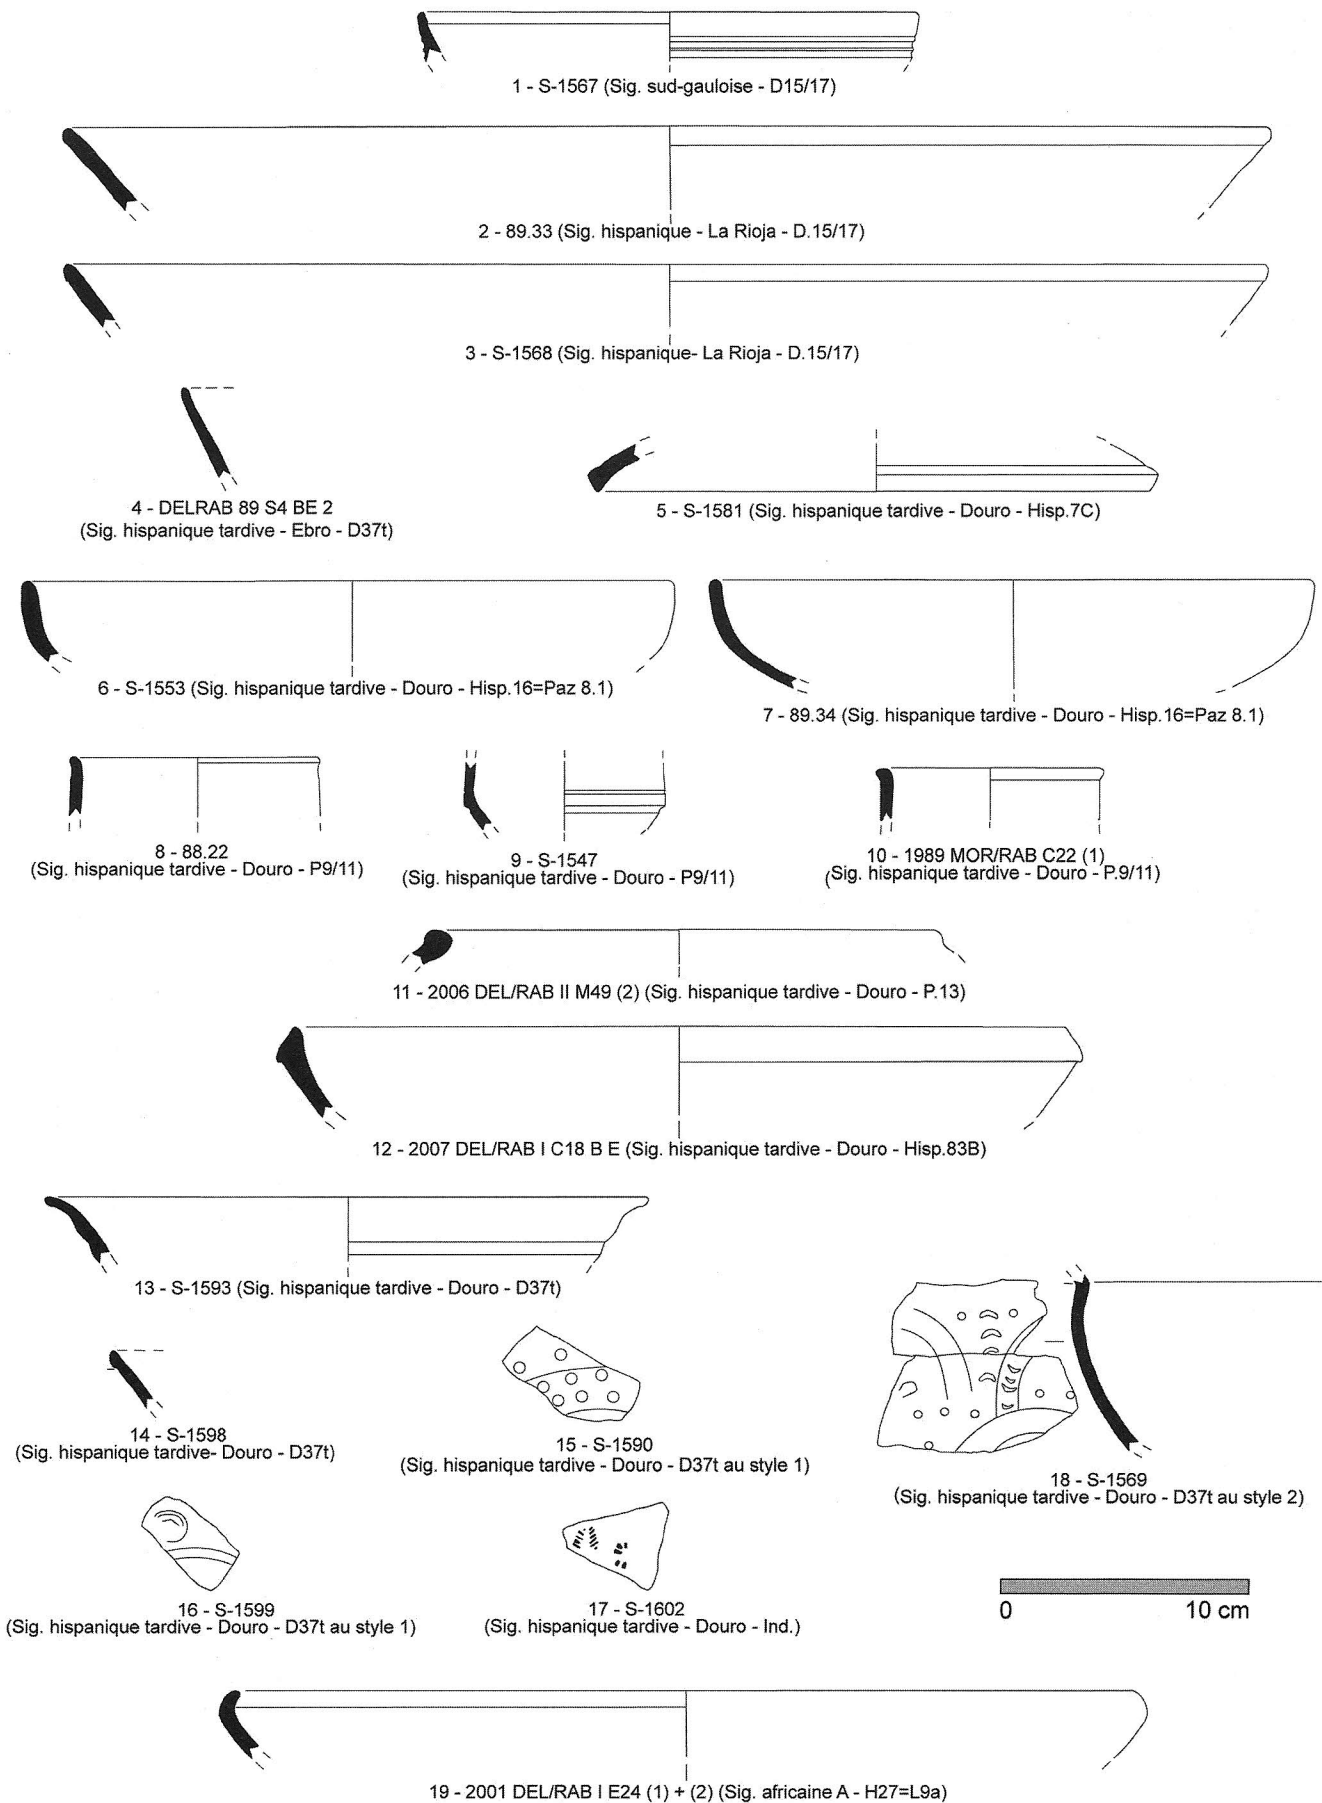 1 - S-1567 (Sig. sud-gauloise - D15/17)
2 - 89.33 (Sig. hispanique - La Rioja - D.15/17)
3 - S-1568 (Sig. hispanique- La Rioja - D.15/17)
4 - DELRAB 89 S4 BE 2
(Sig. hispanique tardive - Ebro - D37t)
5 - S-1581 (Sig. hispanique tardive - Douro - Hisp.7C)
6 - S-1553 (Sig. hispanique tardive - Douro - Hisp.16=Paz 8.1)
7 - 89.34 (Sig. hispanique tardive - Douro - Hisp.16=Paz 8.1)
8 - 88.22
(Sig. hispanique tardive - Douro - P9/11)
9 - S-1547
(Sig. hispanique tardive - Douro - P9/11)
10 - 1989 MOR/RAB C22 (1)
(Sig. hispanique tardive - Douro - P.9/11)
11 - 2006 DEL/RAB II M49 (2) (Sig. hispanique tardive - Douro - P.13)
12 - 2007 DEL/RAB I C18 B E (Sig. hispanique tardive - Douro - Hisp.83B)
13 - S-1593 (Sig. hispanique tardive - Douro - D37t)
14 - S-1598
(Sig. hispanique tardive- Douro - D37t)
15 - S-1590
(Sig. hispanique tardive - Douro - D37t au style 1)
18 - S-1569
(Sig. hispanique tardive - Douro - D37t au style 2)
16 - S-1599
(Sig. hispanique tardive - Douro - D37t au style 1)
17 - S-1602
(Sig. hispanique tardive - Douro - Ind.)
0 10 cm
19 - 2001 DEL/RAB I E24 (1) + (2) (Sig. africaine A - H27=L9a)